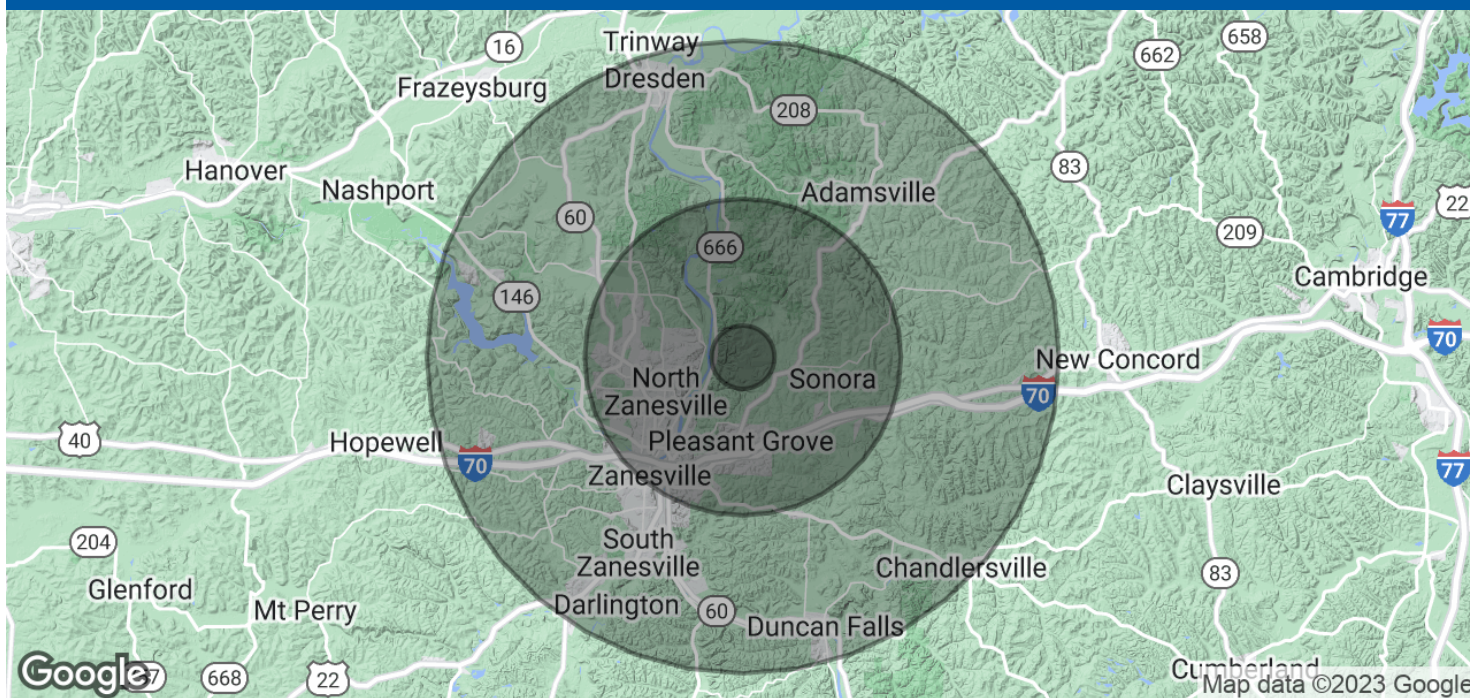 Trinway
16
658
662
Dresden
Frazeysburg
208
Hanover
83
Nashport
Adamsville
22
77
60
209
666
Cambridge
146
70
New Concord
North
Zanesville
Sonora
70
40
Hopewell
Pleasant Grove
70
Zanesville
77
Claysville
204
South
Zanesville
Chandlersville
83
Glenford
Mt Perry
Darlington
60
Duncan Falls
Google
668
22
Cumberland
Map data ©2023 Google